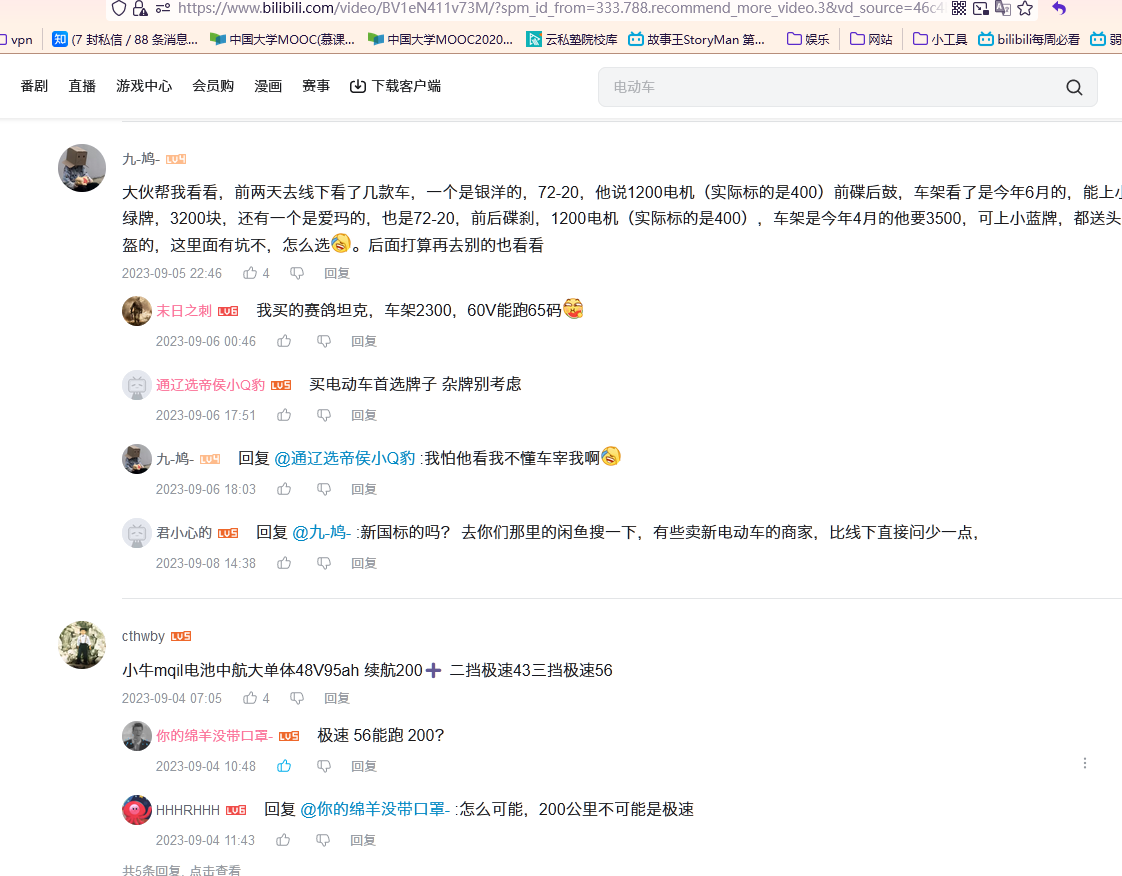 https://www.bilibili.com/video/BV1eN411v73M/?spm_id_from=333.788.recommend_more_video.3&vd_source=46c4
vpn 知 (7 封私信 / 88 条消息... 中国大学MOOC(慕课... 中国大学MOOC2020... 云私塾院校库 故事王StoryMan 第... 娱乐 网站 小工具 bilibili每周必看 弱
番剧 直播 游戏中心 会员购 漫画 赛事 下载客户端 电动车
九-鸠- LV4
大伙帮我看看，前两天去线下看了几款车，一个是银洋的，72-20，他说1200电机（实际标的是400）前碟后鼓，车架看了是今年6月的，能上小
绿牌，3200块，还有一个是爱玛的，也是72-20，前后碟刹，1200电机（实际标的是400），车架是今年4月的他要3500，可上小蓝牌，都送头
盔的，这里面有坑不，怎么选。后面打算再去别的也看看
2023-09-05 22:46 4 回复
末日之刺 LV6 我买的赛鸽坦克，车架2300，60V能跑65码
2023-09-06 00:46 回复
通辽选帝侯小Q豹 LV5 买电动车首选牌子 杂牌别考虑
2023-09-06 17:51 回复
九-鸠- LV4 回复 @通辽选帝侯小Q豹 :我怕他看我不懂车宰我啊
2023-09-06 18:03 回复
君小心的 LV5 回复 @九-鸠- :新国标的吗？ 去你们那里的闲鱼搜一下，有些卖新电动车的商家，比线下直接问少一点，
2023-09-08 14:38 回复
cthwby LV5
小牛mqil电池中航大单体48V95ah 续航200➕ 二挡极速43三挡极速56
2023-09-04 07:05 4 回复
你的绵羊没带口罩- LV5 极速 56能跑 200?
2023-09-04 10:48 回复
HHHRHHH LV6 回复 @你的绵羊没带口罩- :怎么可能，200公里不可能是极速
2023-09-04 11:43 回复
共5条回复, 点击查看